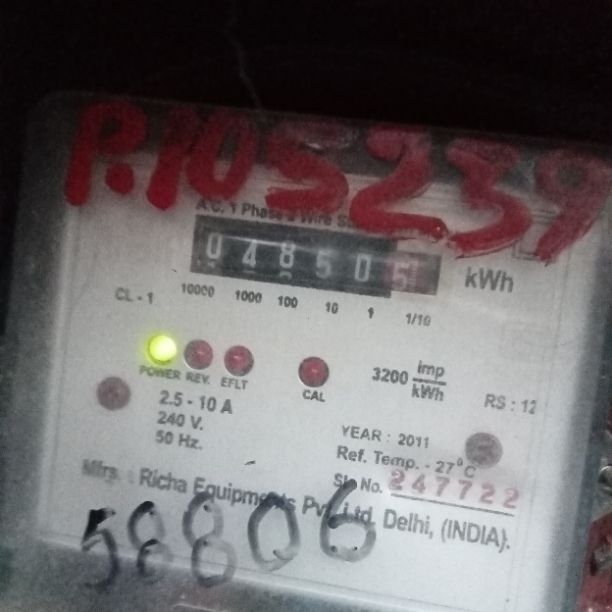 P.105239
A.C. 1 Phase 2 Wire
048505 kWh
10000 1000 100 10 1 1/10
CL - 1
POWER REV. EFLT CAL
3200 imp/kWh
RS : 12
2.5 - 10 A
240 V.
50 Hz.
YEAR : 2011
Ref. Temp. - 27°C
Sl. No. 247722
Mfrs. : Richa Equipments Pvt. Ltd. Delhi, (INDIA).
58806